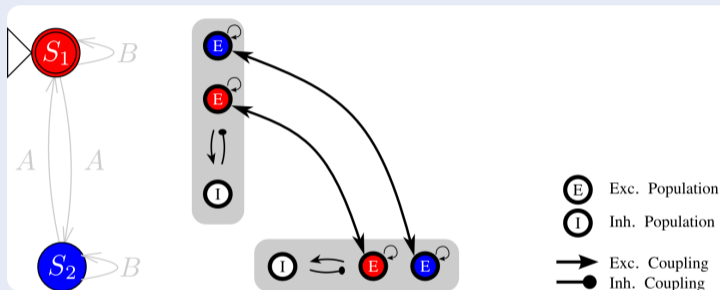 S₁
B
A
A
S₂
B
E
E
I
I
E
E
E Exc. Population
I Inh. Population
Exc. Coupling
Inh. Coupling